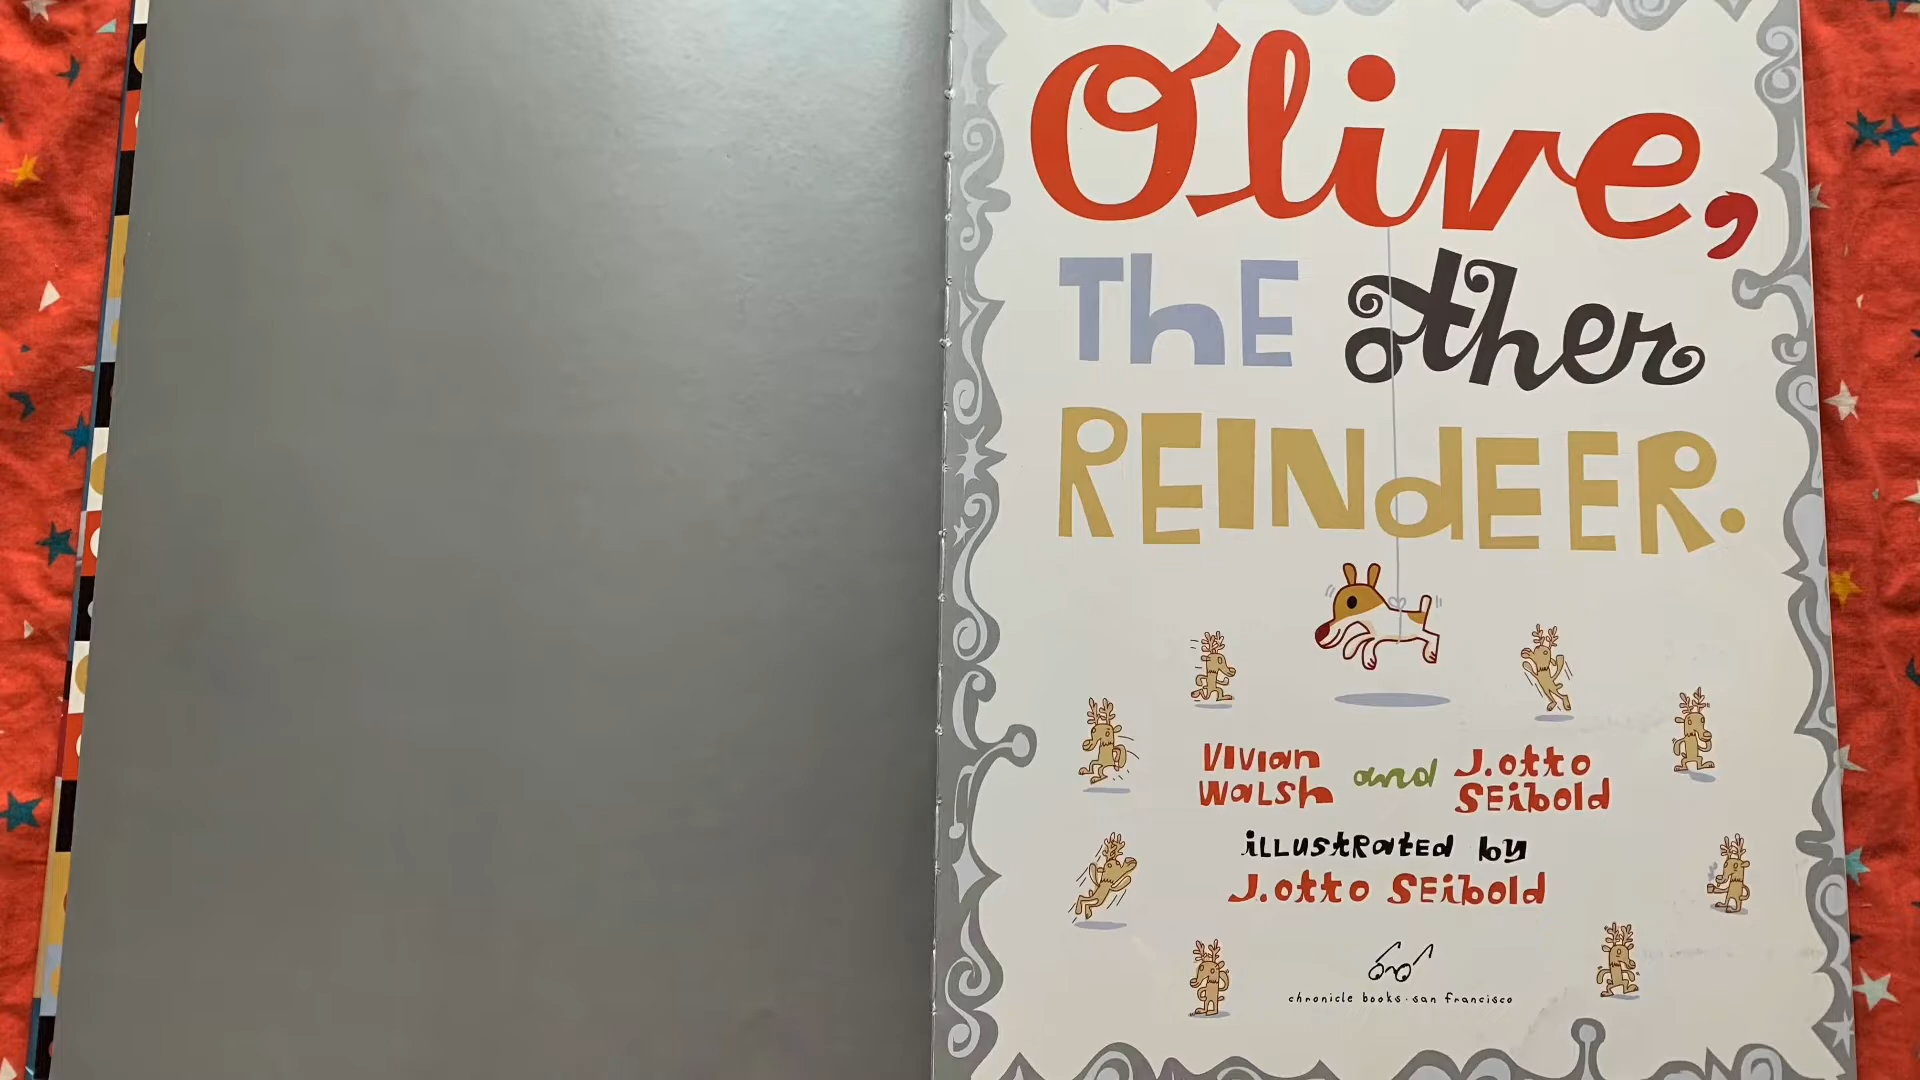 Olive,
ThE other
REINdEER.
VIVIan WaLSh and J.otto SEibold
iLLUStRatEd by
J.otto SEibold
chronicle books · san francisco